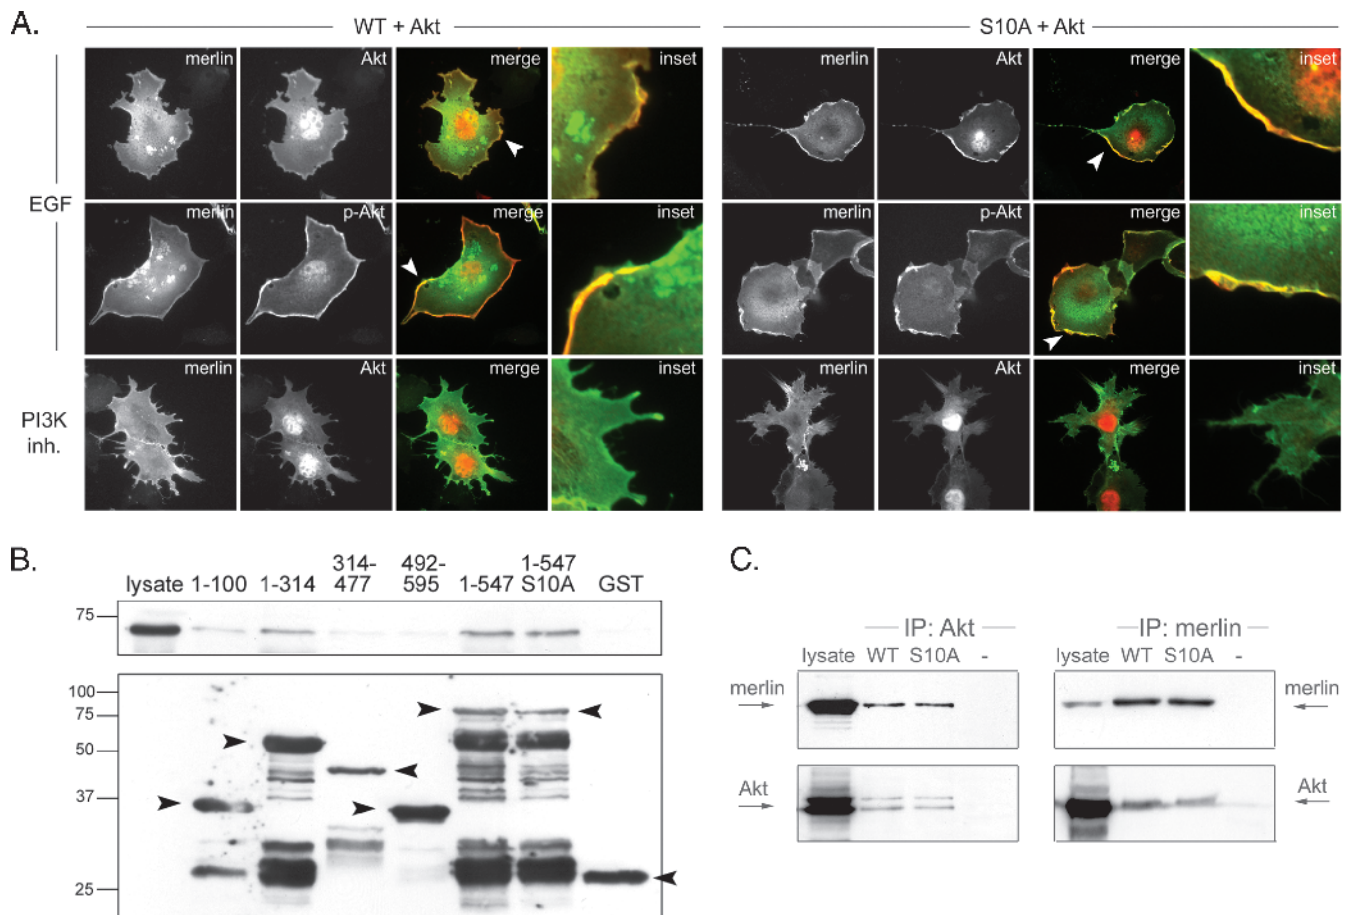 A.
WT + Akt
S10A + Akt
merlin Akt merge inset merlin Akt merge inset
EGF
merlin p-Akt merge inset merlin p-Akt merge inset
PI3K
inh.
merlin Akt merge inset merlin Akt merge inset
B.
lysate 1-100 1-314 314-477 492-595 1-547 1-547 S10A GST
75
100
75
50
37
25
C.
IP: Akt
lysate WT S10A -
merlin
Akt
IP: merlin
lysate WT S10A -
merlin
Akt